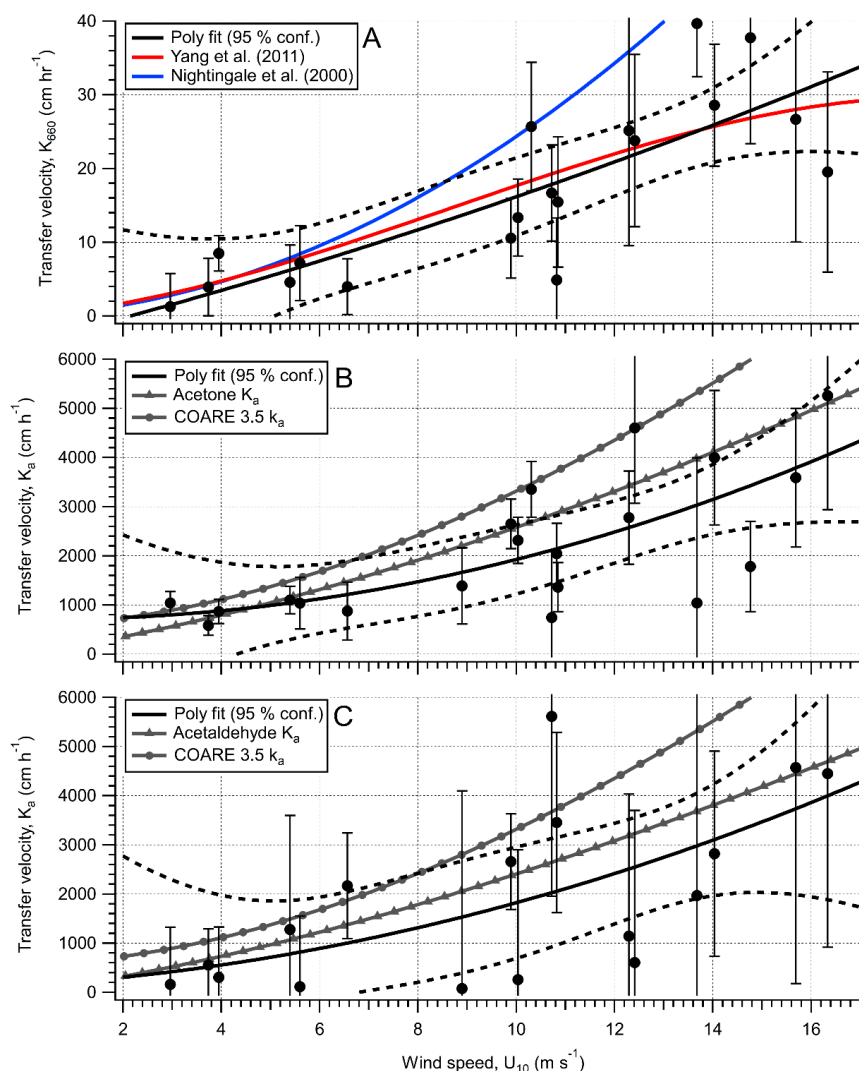 Poly fit (95 % conf.)
Yang et al. (2011)
Nightingale et al. (2000)
A
Transfer velocity, K660 (cm hr-1)
40
30
20
10
0
Poly fit (95 % conf.)
Acetone Ka
COARE 3.5 ka
B
Transfer velocity, Ka (cm h-1)
6000
5000
4000
3000
2000
1000
0
Poly fit (95 % conf.)
Acetaldehyde Ka
COARE 3.5 ka
C
Transfer velocity, Ka (cm h-1)
6000
5000
4000
3000
2000
1000
0
2 4 6 8 10 12 14 16
Wind speed, U10 (m s-1)